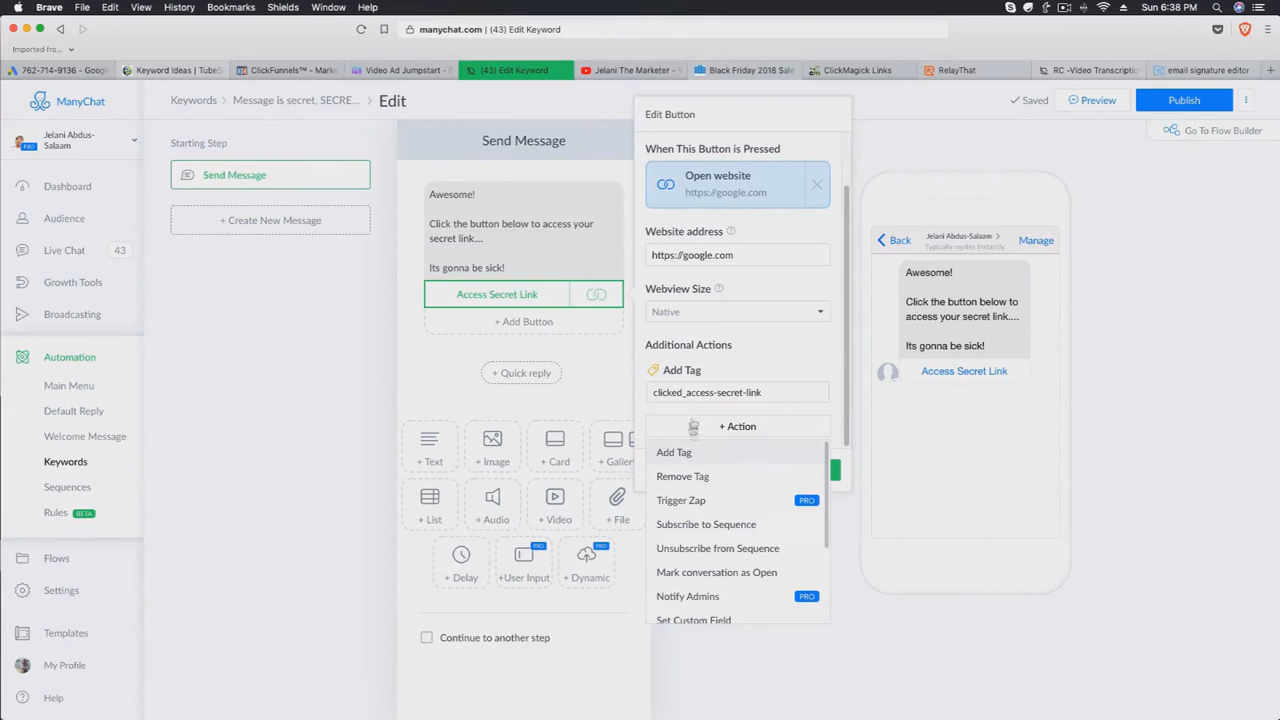 Brave File Edit View History Bookmarks Shields Window Help
Sun 6:38 PM
manychat.com | (43) Edit Keyword
Imported from...
762-714-9136 - Goog
Keyword Ideas | TubeS
ClickFunnels™ - Marke
Video Ad Jumpstart - E
(43) Edit Keyword
Jelani The Marketer - Y
Black Friday 2018 Sale
ClickMagick Links
RelayThat
RC -Video Transcriptio
email signature editor
ManyChat
Keywords
Message is secret, SECRE...
Edit
Saved
Preview
Publish
Go To Flow Builder
Jelani Abdus-
Salaam
PRO
Dashboard
Audience
Live Chat 43
Growth Tools
Broadcasting
Automation
Main Menu
Default Reply
Welcome Message
Keywords
Sequences
Rules BETA
Flows
Settings
Templates
My Profile
Help
Starting Step
Send Message
+ Create New Message
Send Message
Awesome!
Click the button below to access your
secret link....
Its gonna be sick!
Access Secret Link
+ Add Button
+ Quick reply
+ Text
+ Image
+ Card
+ Gallery
+ List
+ Audio
+ Video
+ File
+ Delay
PRO
+User Input
PRO
+ Dynamic
Continue to another step
Edit Button
When This Button is Pressed
Open website
https://google.com
Website address
https://google.com
Webview Size
Native
Additional Actions
Add Tag
clicked_access-secret-link
+ Action
Add Tag
Remove Tag
Trigger Zap PRO
Subscribe to Sequence
Unsubscribe from Sequence
Mark conversation as Open
Notify Admins PRO
Set Custom Field
Back
Jelani Abdus-Salaam
Typically replies instantly
Manage
Awesome!
Click the button below to
access your secret link....
Its gonna be sick!
Access Secret Link